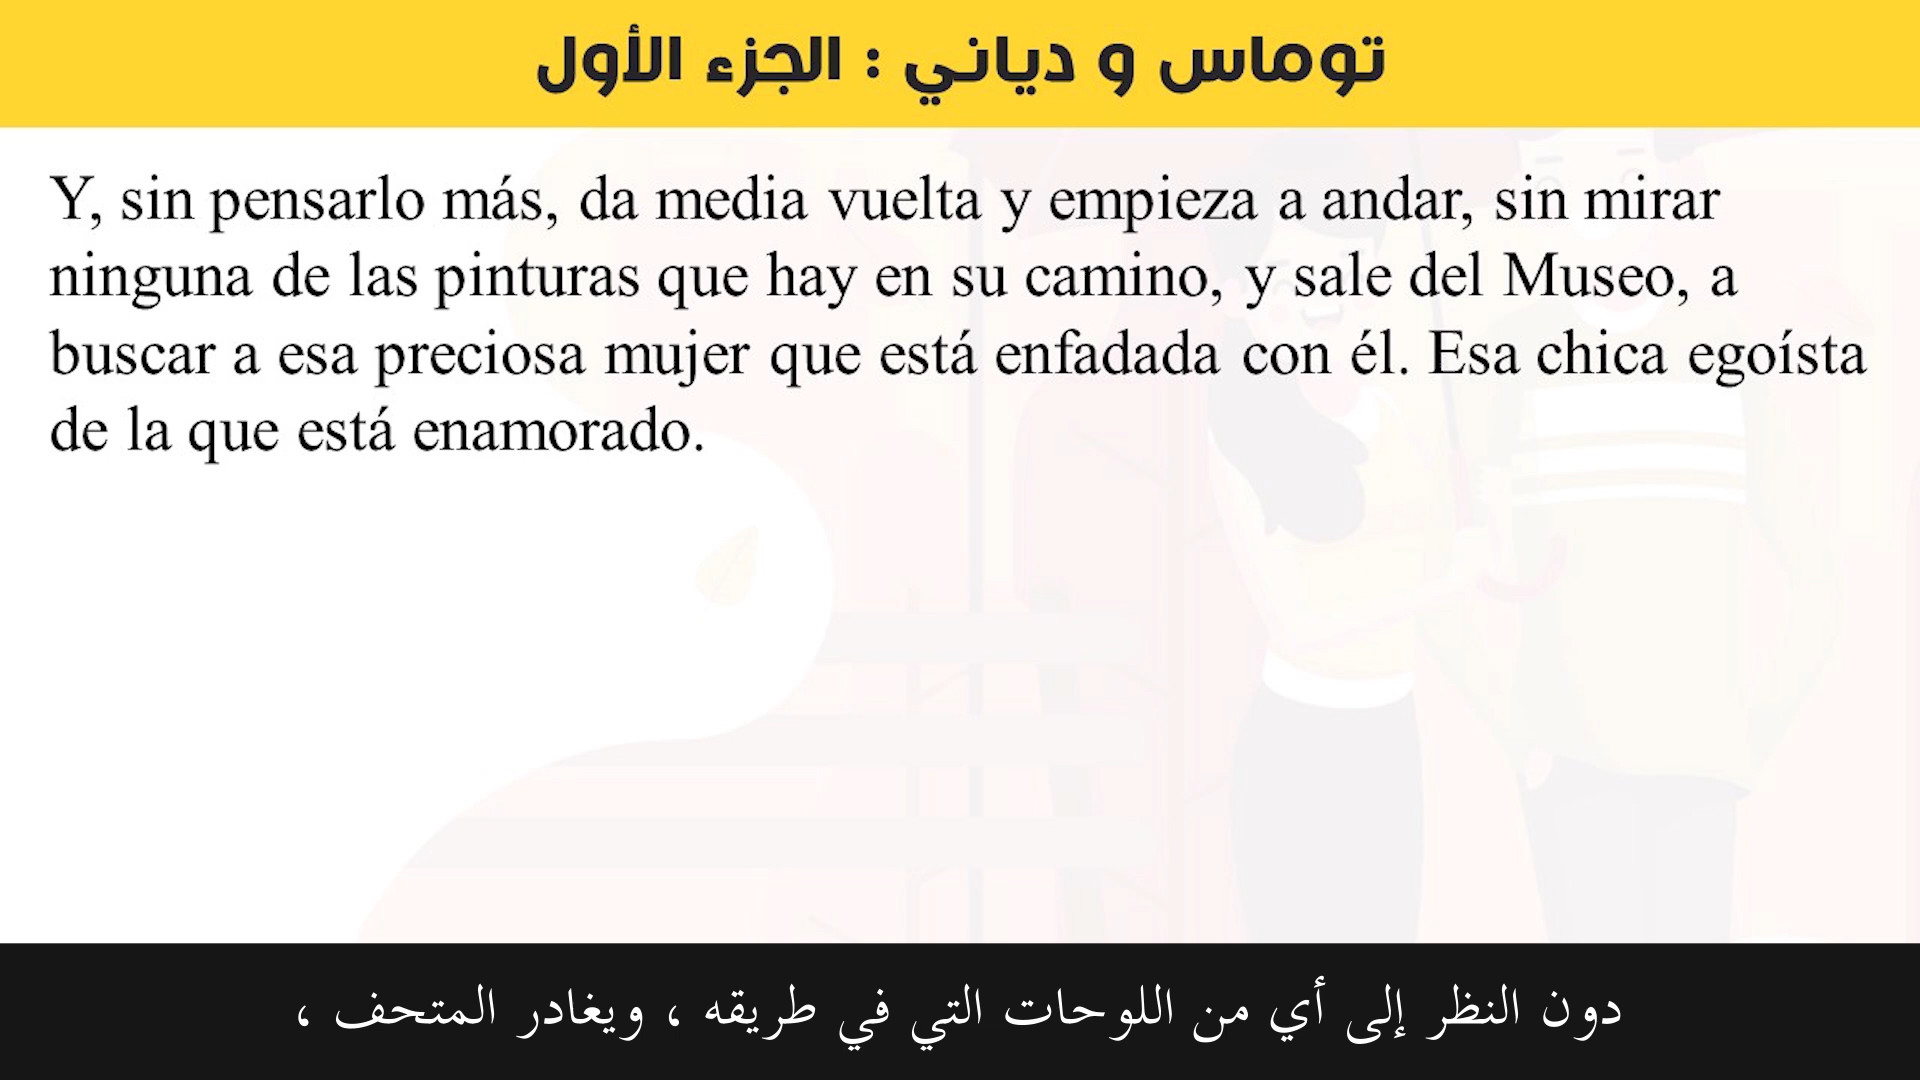 توماس و دياني : الجزء الأول
Y, sin pensarlo más, da media vuelta y empieza a andar, sin mirar
ninguna de las pinturas que hay en su camino, y sale del Museo, a
buscar a esa preciosa mujer que está enfadada con él. Esa chica egoísta
de la que está enamorado.
دون النظر إلى أي من اللوحات التي في طريقه ، ويغادر المتحف ،